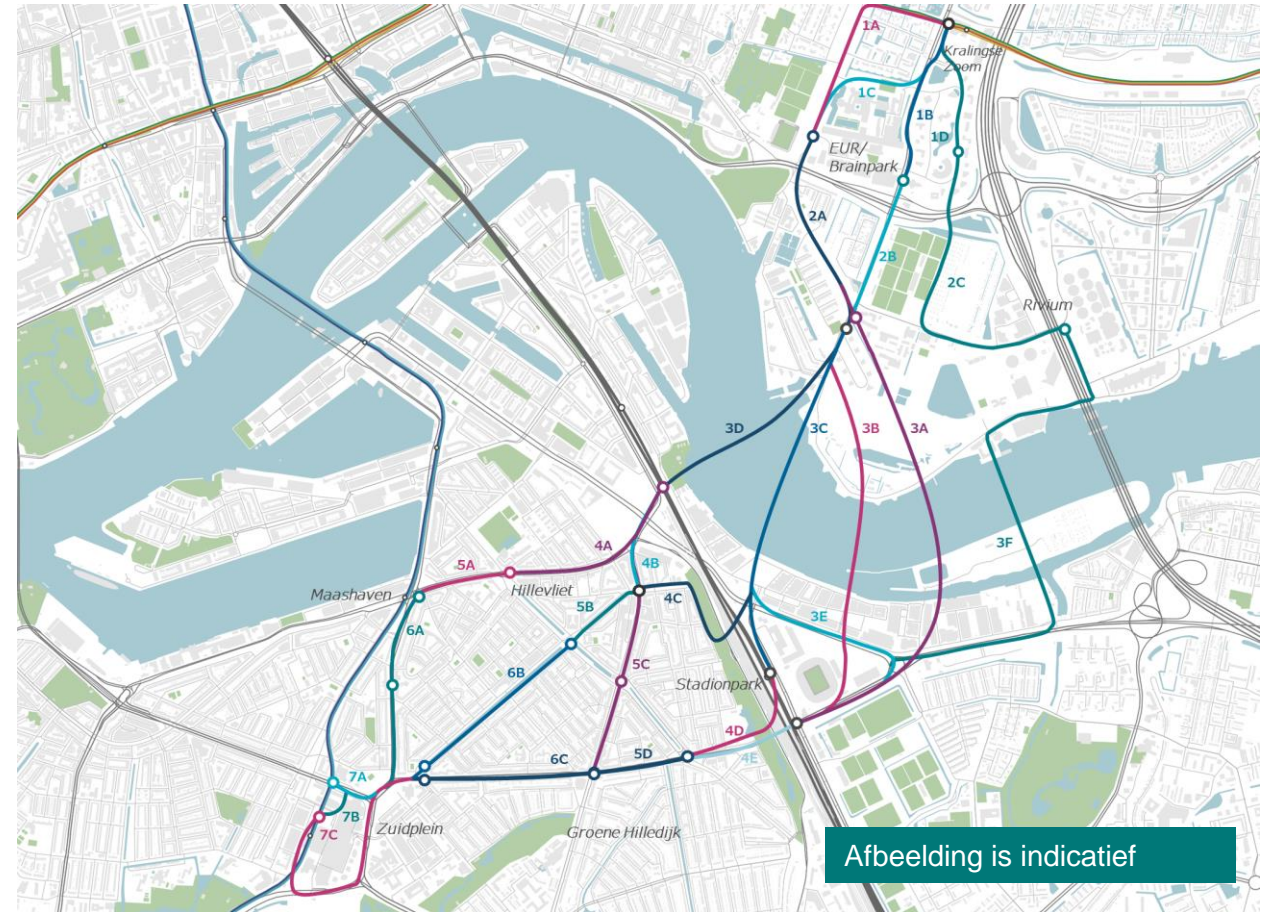 1A
Kralingse
Zoom
1C
1B
1D
EUR/
Brainpark
2A
2B
2C
Rivium
3D
3C
3B
3A
3F
4A
4B
5A
Hillevliet
Maashaven
5B
4C
3E
6A
6B
5C
Stadionpark
4D
4E
6C
5D
7A
7B
7C
Zuidplein
Groene Hilledijk
Afbeelding is indicatief